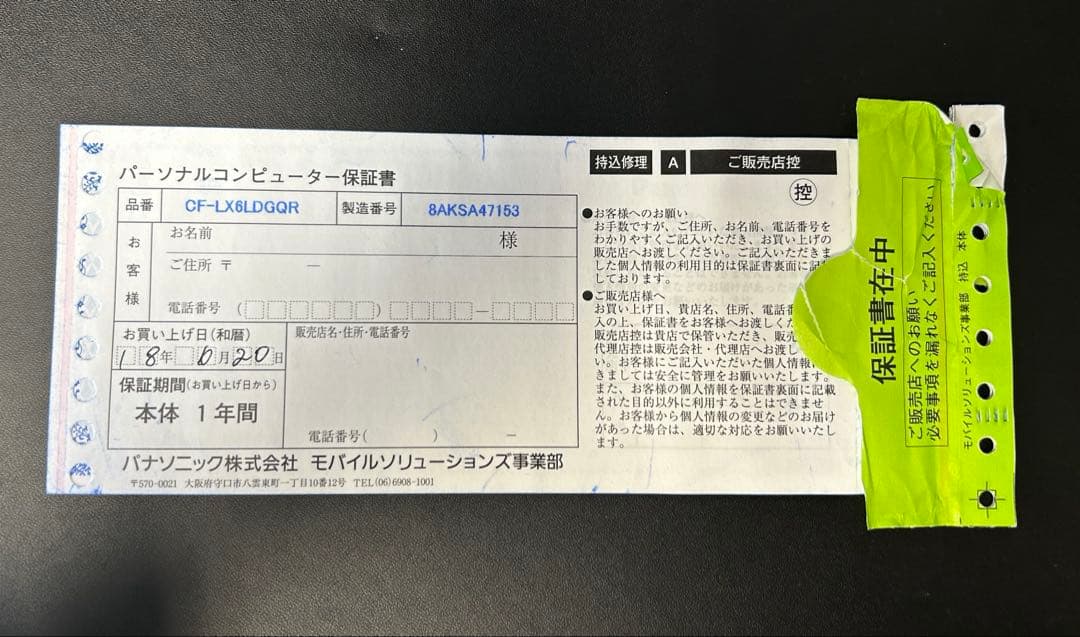 パーソナルコンピューター保証書
品番 CF-LX6LDGQR 製造番号 8AKSA47153
お客様
お名前 様
ご住所 〒 ー
電話番号 ( ) ー
お買い上げ日(和暦)
18年 6月20日
保証期間(お買い上げ日から)
本体 1年間
販売店名・住所・電話番号
電話番号( ) ー
パナソニック株式会社 モバイルソリューションズ事業部
〒570-0021 大阪府守口市八雲東町一丁目10番12号 TEL(06)6908-1001
持込修理 A ご販売店控
控
●お客様へのお願い
お手数ですが、ご住所、お名前、電話番号を
わかりやすくご記入いただき、お買い上げの
販売店へお渡しください。ご記入いただきま
した個人情報の利用目的は保証書裏面に記
しております。
●ご販売店様へ
お買い上げ日、貴店名、住所、電話番
入の上、保証書をお客様へお渡しくだ
販売店控は貴店で保管いただき、販売
代理店控は販売会社・代理店へお渡し
い。お客様にご記入いただいた個人情報
きましては安全に管理をお願いいたします。
また、お客様の個人情報を保証書裏面に記載
された目的以外に利用することはできませ
ん。お客様から個人情報の変更などのお届け
があった場合は、適切な対応をお願いいたし
ます。
保証書在中
ご販売店へのお願い
必要事項を漏れなくご記入ください。
モバイルソリューションズ事業部 持込 本体